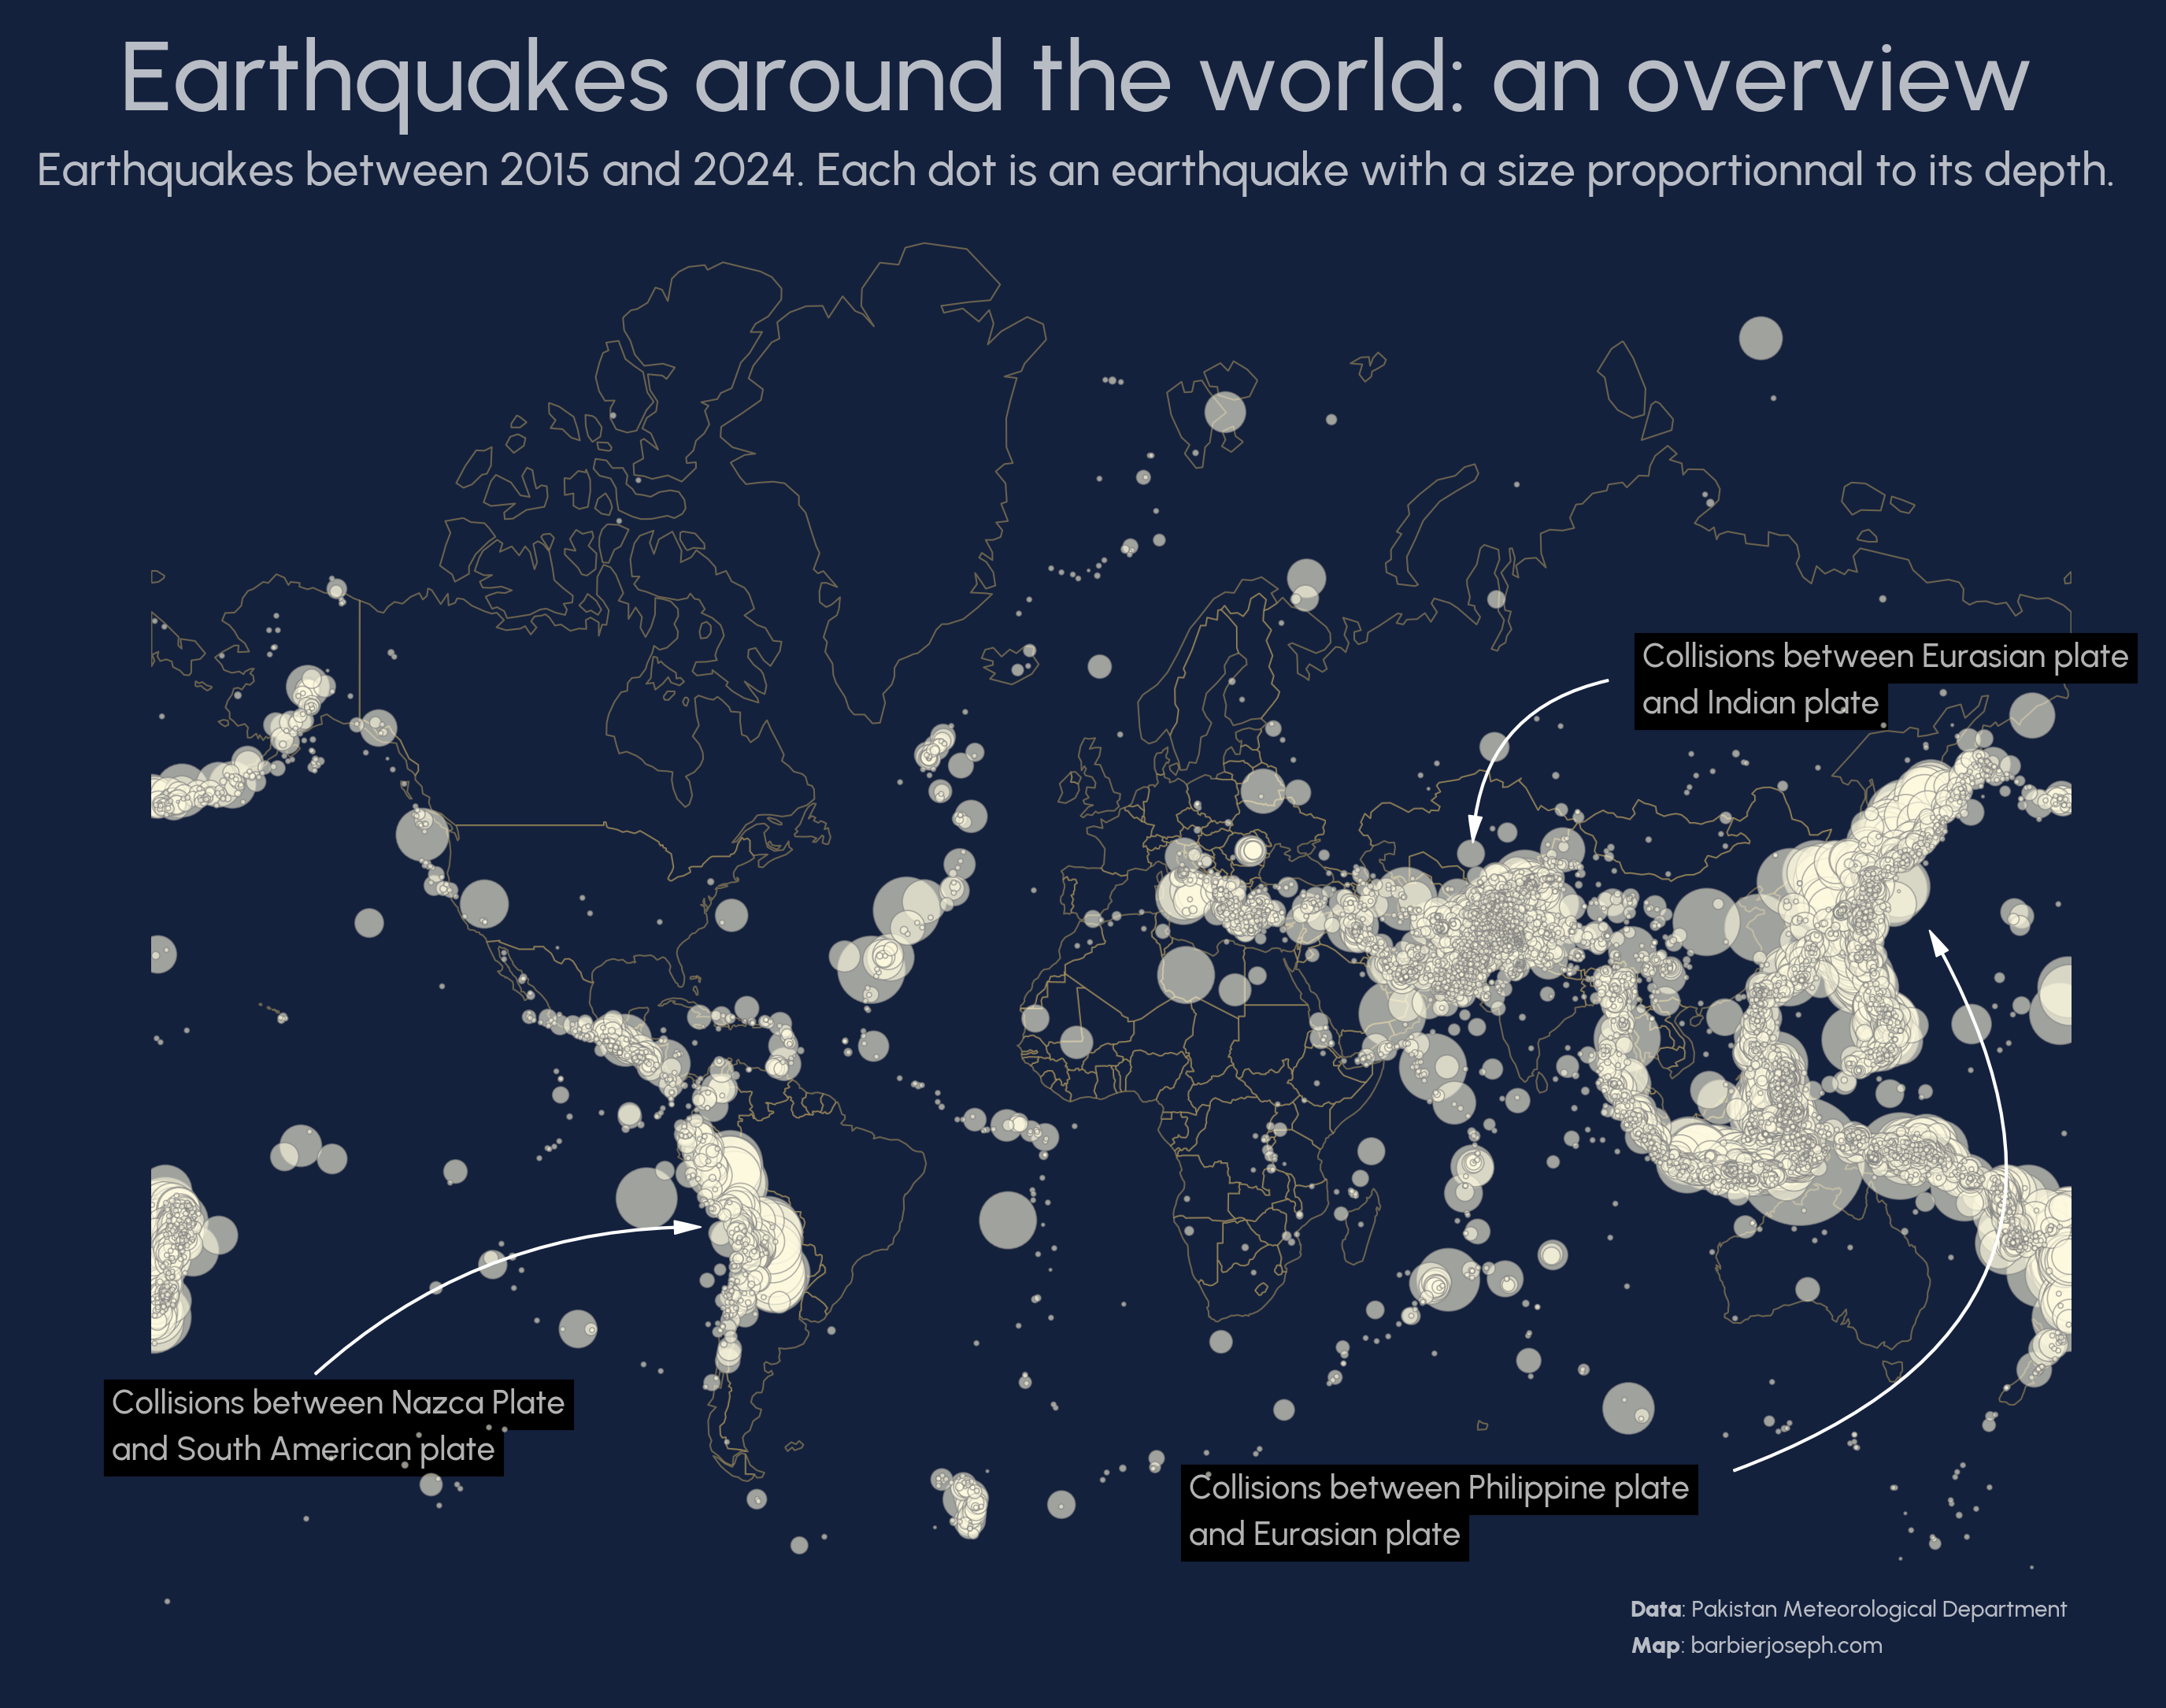 Earthquakes around the world: an overview
Earthquakes between 2015 and 2024. Each dot is an earthquake with a size proportionnal to its depth.
Collisions between Eurasian plate
and Indian plate
Collisions between Nazca Plate
and South American plate
Collisions between Philippine plate
and Eurasian plate
Data: Pakistan Meteorological Department
Map: barbierjoseph.com